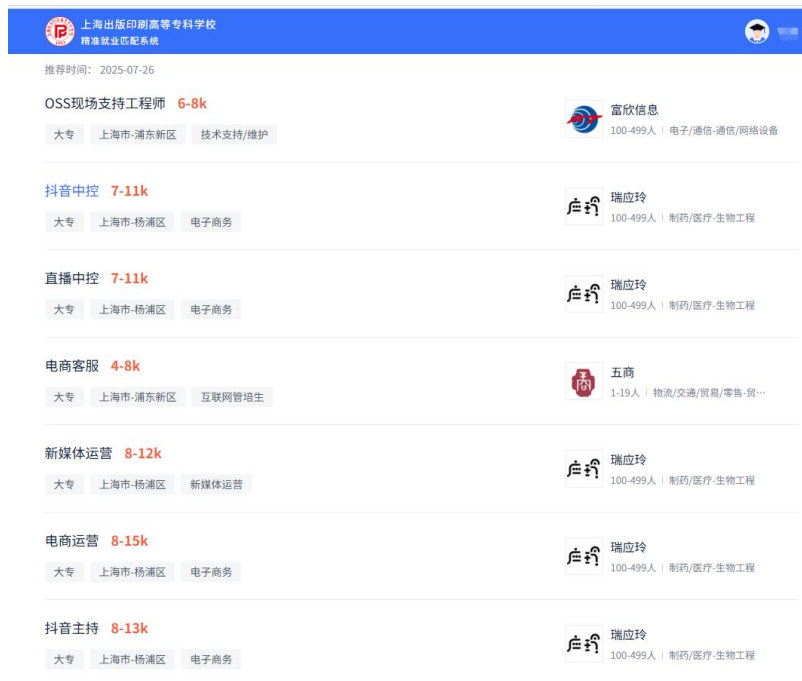 上海出版印刷高等专科学校
精准就业匹配系统
推荐时间： 2025-07-26
OSS现场支持工程师 6-8k
大专 上海市-浦东新区 技术支持/维护
富欣信息
100-499人 | 电子/通信-通信/网络设备
抖音中控 7-11k
大专 上海市-杨浦区 电子商务
瑞应玲
100-499人 | 制药/医疗-生物工程
直播中控 7-11k
大专 上海市-杨浦区 电子商务
瑞应玲
100-499人 | 制药/医疗-生物工程
电商客服 4-8k
大专 上海市-浦东新区 互联网管培生
五商
1-19人 | 物流/交通/贸易/零售-贸···
新媒体运营 8-12k
大专 上海市-杨浦区 新媒体运营
瑞应玲
100-499人 | 制药/医疗-生物工程
电商运营 8-15k
大专 上海市-杨浦区 电子商务
瑞应玲
100-499人 | 制药/医疗-生物工程
抖音主持 8-13k
大专 上海市-杨浦区 电子商务
瑞应玲
100-499人 | 制药/医疗-生物工程